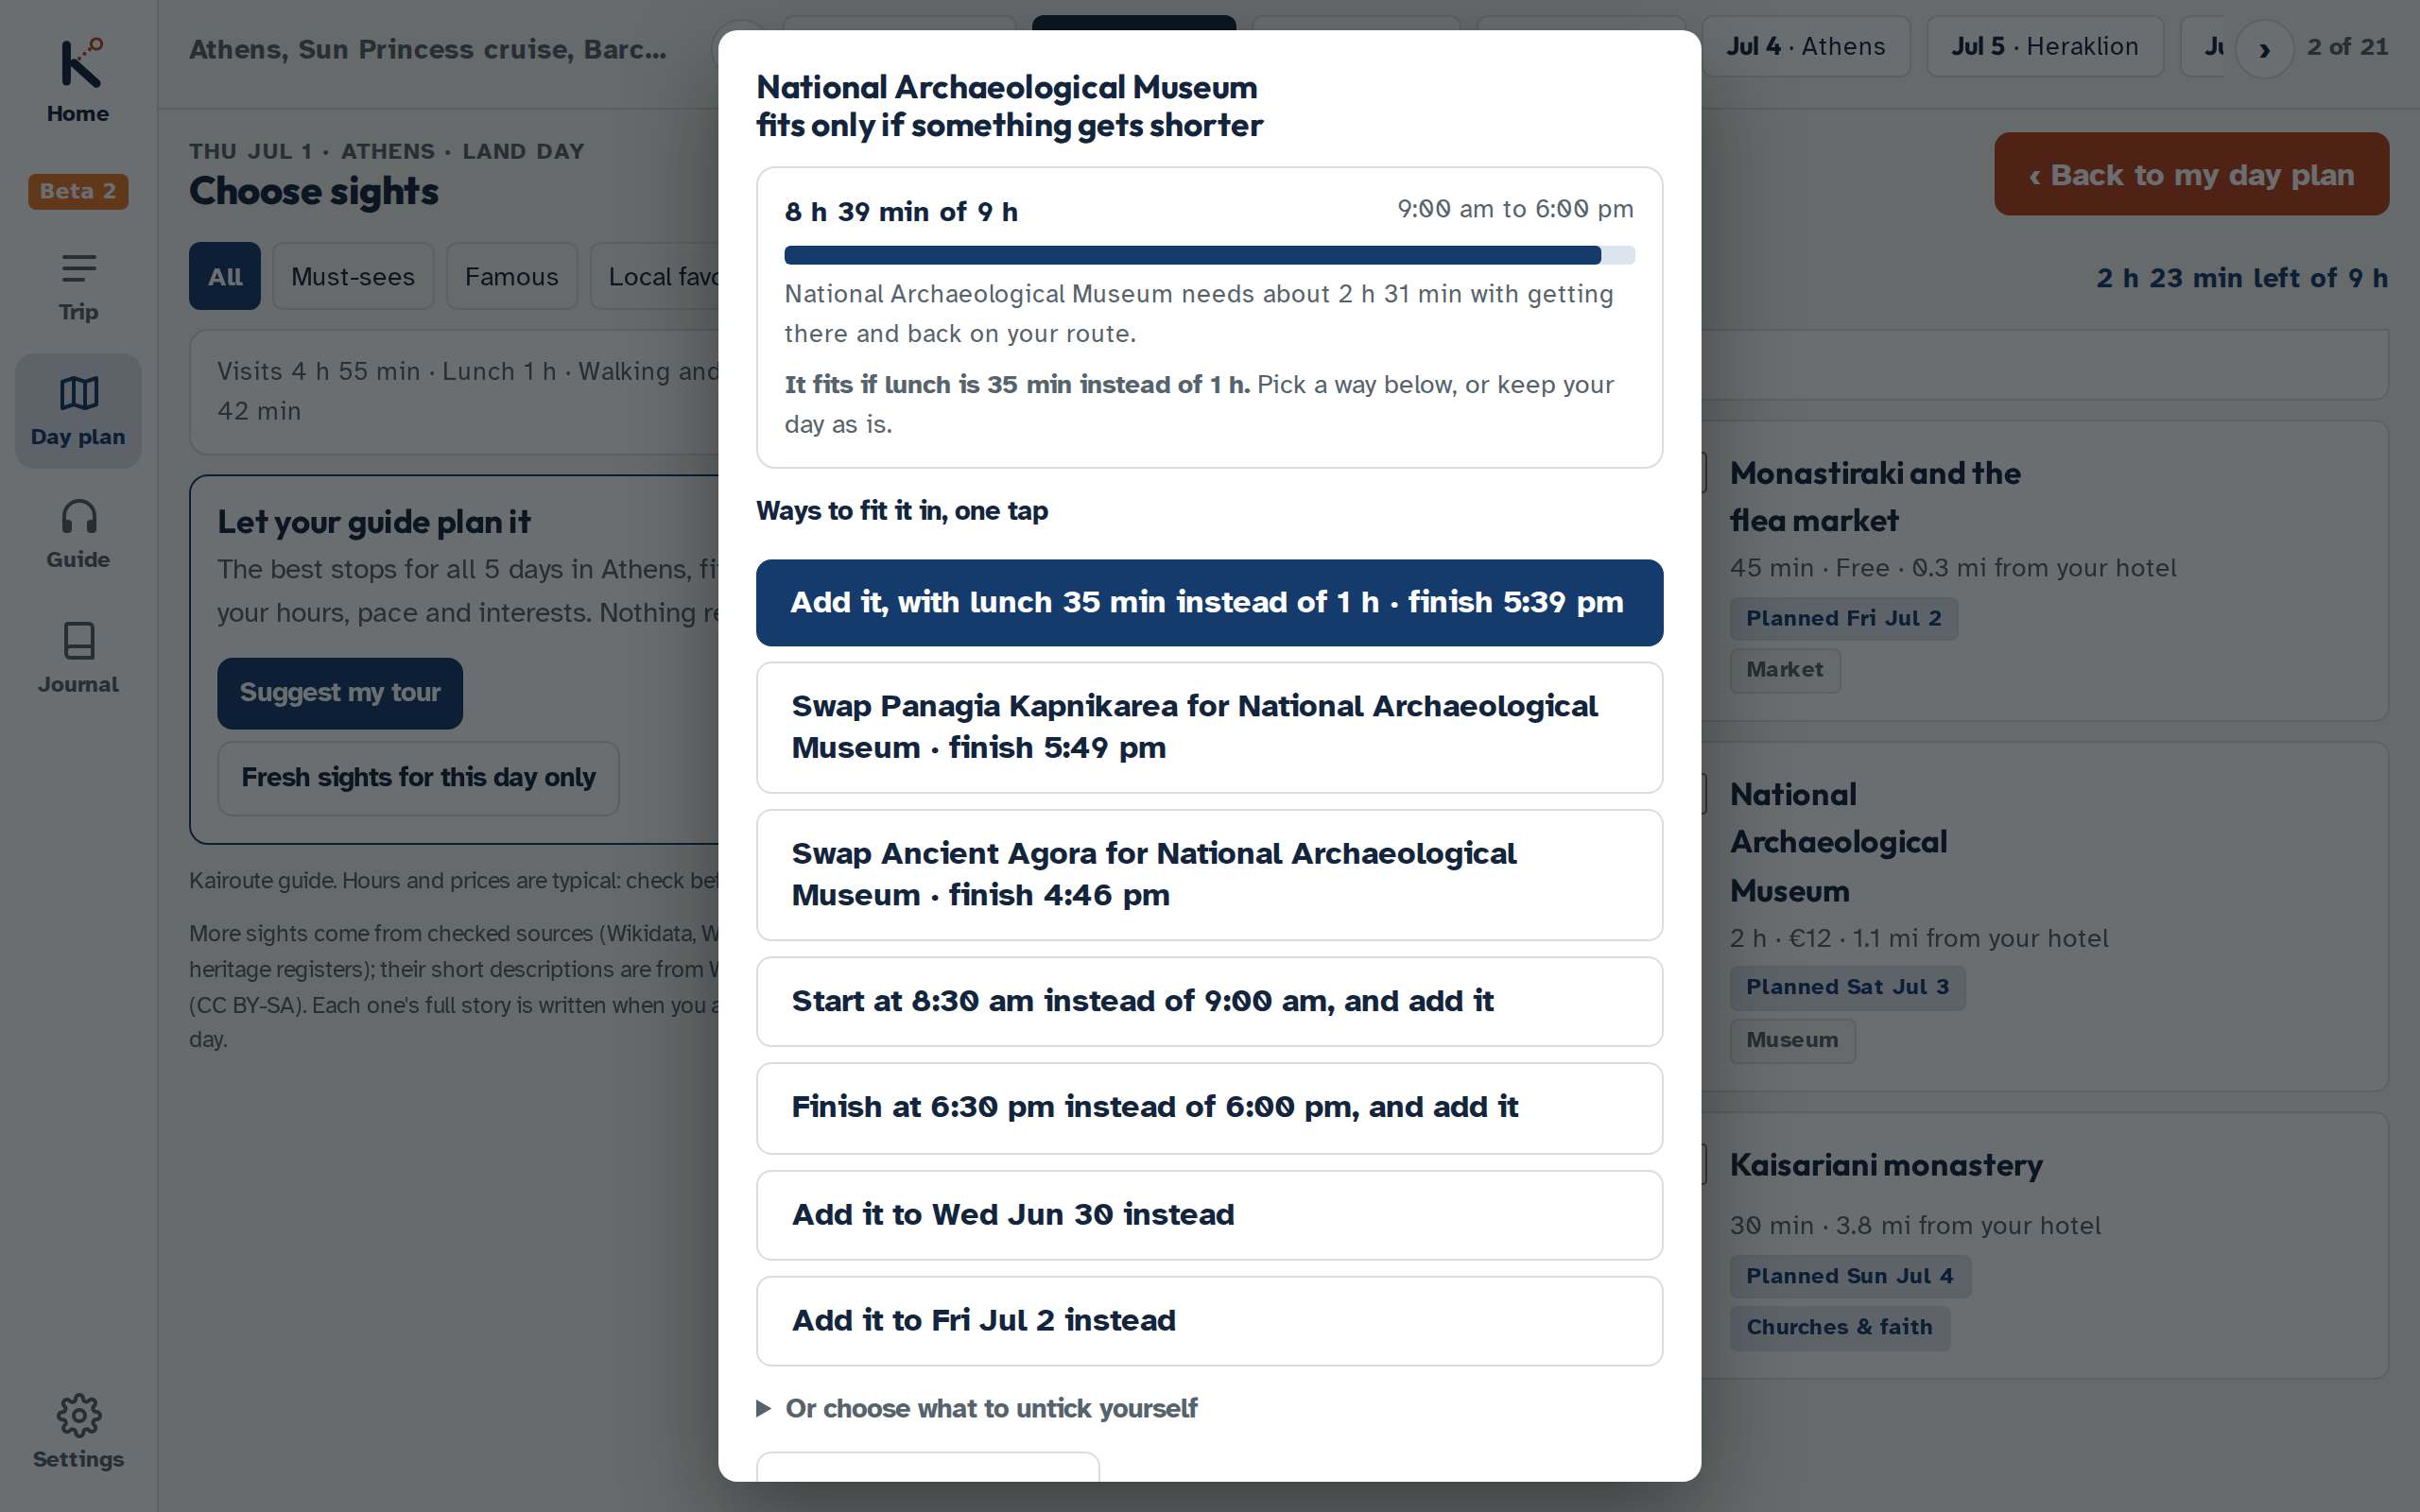 Home
Beta 2
Trip
Day plan
Guide
Journal
Settings
Athens, Sun Princess cruise, Barc...
Jul 4 · Athens
Jul 5 · Heraklion
›
2 of 21
THU JUL 1 · ATHENS · LAND DAY
Choose sights
‹ Back to my day plan
All
Must-sees
Famous
2 h 23 min left of 9 h
Visits 4 h 55 min · Lunch 1 h · Walking and
42 min
Let your guide plan it
The best stops for all 5 days in Athens,
your hours, pace and interests. Nothing
Suggest my tour
Fresh sights for this day only
Kairoute guide. Hours and prices are typical: check
More sights come from checked sources (Wikidata,
heritage registers); their short descriptions are from
(CC BY-SA). Each one's full story is written when you
day.
National Archaeological Museum
fits only if something gets shorter
8 h 39 min of 9 h
9:00 am to 6:00 pm
National Archaeological Museum needs about 2 h 31 min with getting
there and back on your route.
It fits if lunch is 35 min instead of 1 h. Pick a way below, or keep your
day as is.
Ways to fit it in, one tap
Add it, with lunch 35 min instead of 1 h · finish 5:39 pm
Swap Panagia Kapnikarea for National Archaeological
Museum · finish 5:49 pm
Swap Ancient Agora for National Archaeological
Museum · finish 4:46 pm
Start at 8:30 am instead of 9:00 am, and add it
Finish at 6:30 pm instead of 6:00 pm, and add it
Add it to Wed Jun 30 instead
Add it to Fri Jul 2 instead
▶ Or choose what to untick yourself
Monastiraki and the
flea market
45 min · Free · 0.3 mi from your hotel
Planned Fri Jul 2
Market
National
Archaeological
Museum
2 h · €12 · 1.1 mi from your hotel
Planned Sat Jul 3
Museum
Kaisariani monastery
30 min · 3.8 mi from your hotel
Planned Sun Jul 4
Churches & faith